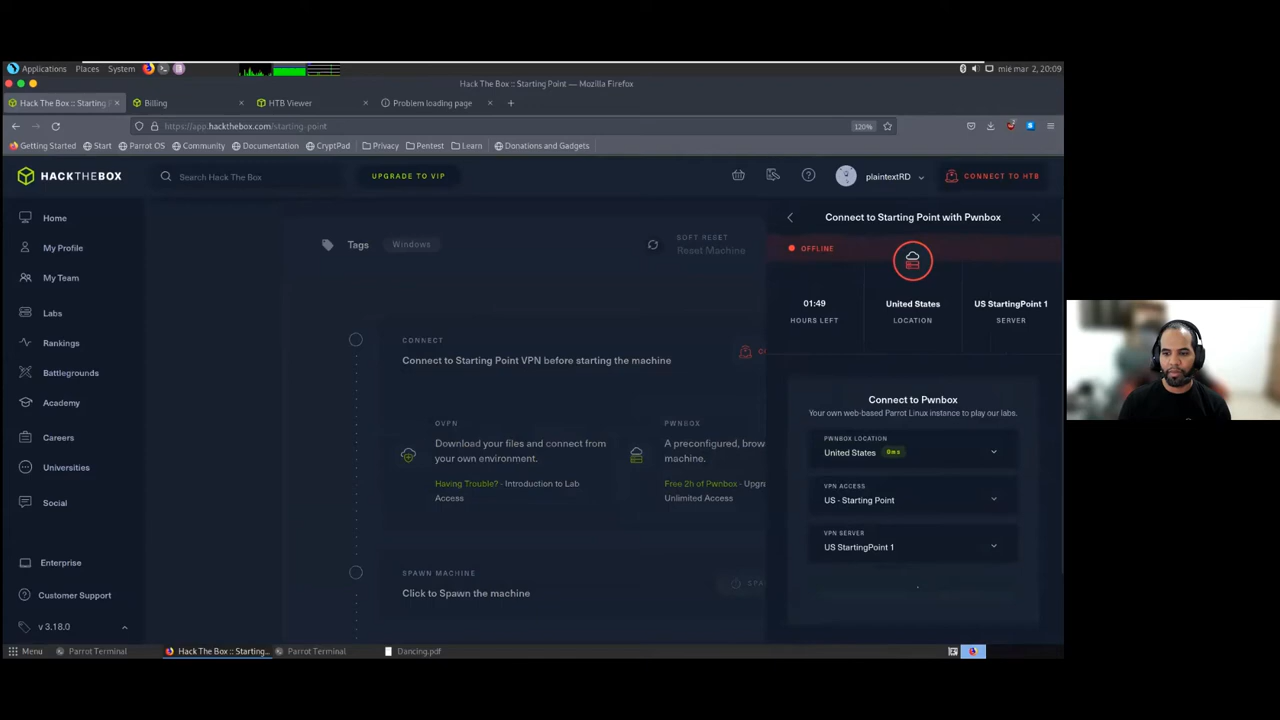 Applications Places System
mie mar 2, 20:09
Hack The Box :: Starting Point — Mozilla Firefox
Hack The Box :: Starting P
Billing
HTB Viewer
Problem loading page
https://app.hackthebox.com/starting-point
120%
Getting Started
Start
Parrot OS
Community
Documentation
CryptPad
Privacy
Pentest
Learn
Donations and Gadgets
HACKTHEBOX
Search Hack The Box
UPGRADE TO VIP
plaintextRD
CONNECT TO HTB
Home
My Profile
My Team
Labs
Rankings
Battlegrounds
Academy
Careers
Universities
Social
Enterprise
Customer Support
v 3.18.0
Tags
Windows
SOFT RESET
Reset Machine
CONNECT
Connect to Starting Point VPN before starting the machine
OVPN
Download your files and connect from
your own environment.
Having Trouble? - Introduction to Lab
Access
PWNBOX
A preconfigured, brow
machine.
Free 2h of Pwnbox - Upg
Unlimited Access
SPAWN MACHINE
Click to Spawn the machine
SPA
Connect to Starting Point with Pwnbox
OFFLINE
01:49
HOURS LEFT
United States
LOCATION
US StartingPoint 1
SERVER
Connect to Pwnbox
Your own web-based Parrot Linux instance to play our labs.
PWNBOX LOCATION
United States 0ms
VPN ACCESS
US - Starting Point
VPN SERVER
US StartingPoint 1
Menu
Parrot Terminal
Hack The Box :: Starting...
Parrot Terminal
Dancing.pdf